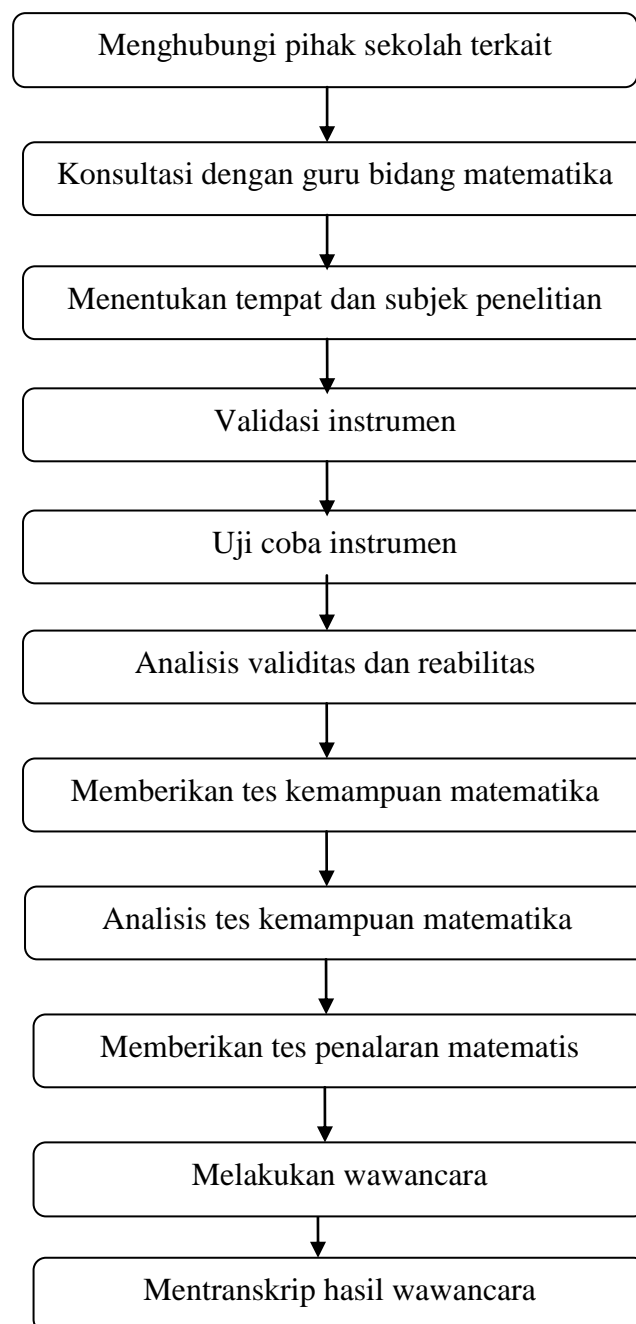 Menghubungi pihak sekolah terkait
Konsultasi dengan guru bidang matematika
Menentukan tempat dan subjek penelitian
Validasi instrumen
Uji coba instrumen
Analisis validitas dan reabilitas
Memberikan tes kemampuan matematika
Analisis tes kemampuan matematika
Memberikan tes penalaran matematis
Melakukan wawancara
Mentranskrip hasil wawancara